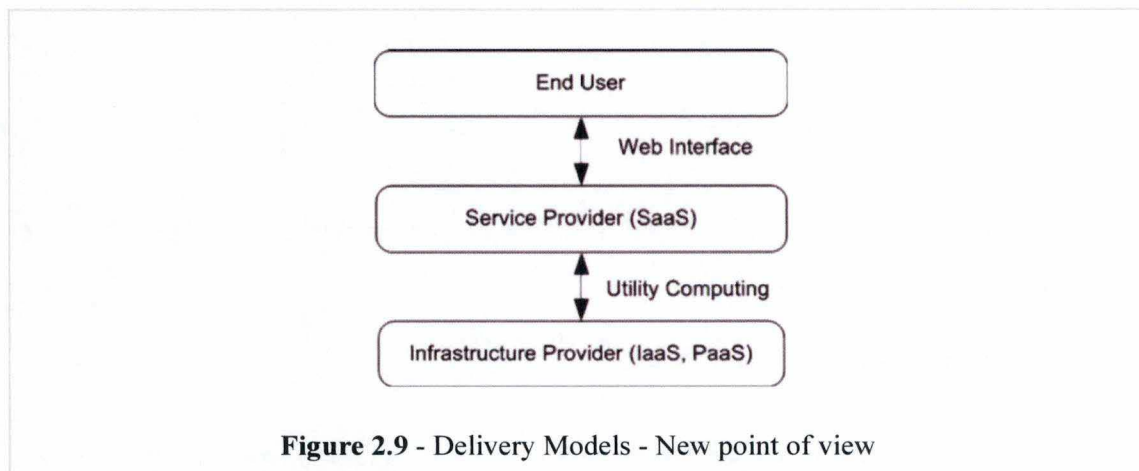 End User
Web Interface
Service Provider (SaaS)
Utility Computing
Infrastructure Provider (IaaS, PaaS)
Figure 2.9 - Delivery Models - New point of view